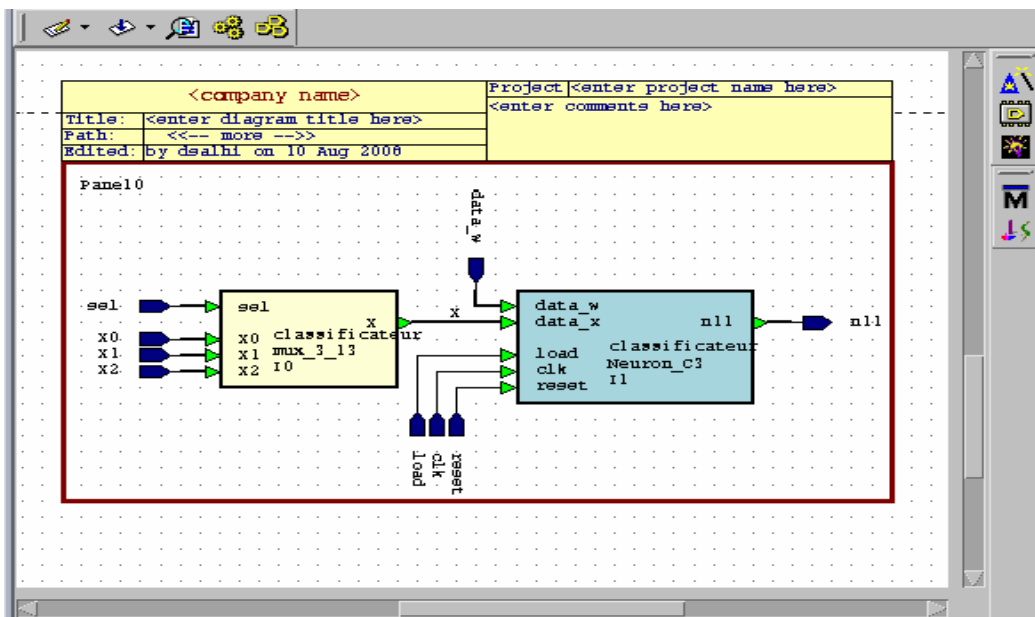 <company name>
Project <enter project name here>
<enter comments here>
Title: <enter diagram title here>
Path: <<-- more -->>
Edited: by dsalhi on 10 Aug 2006
Panel0
data_w
sel
x0
x1
x2
sel
x
x0 classificateur
x1 mux_3_13
x2 I0
x
data_w
data_x n11
load classificateur
clk Neuron_C3
reset I1
n11
load
clk
reset
M